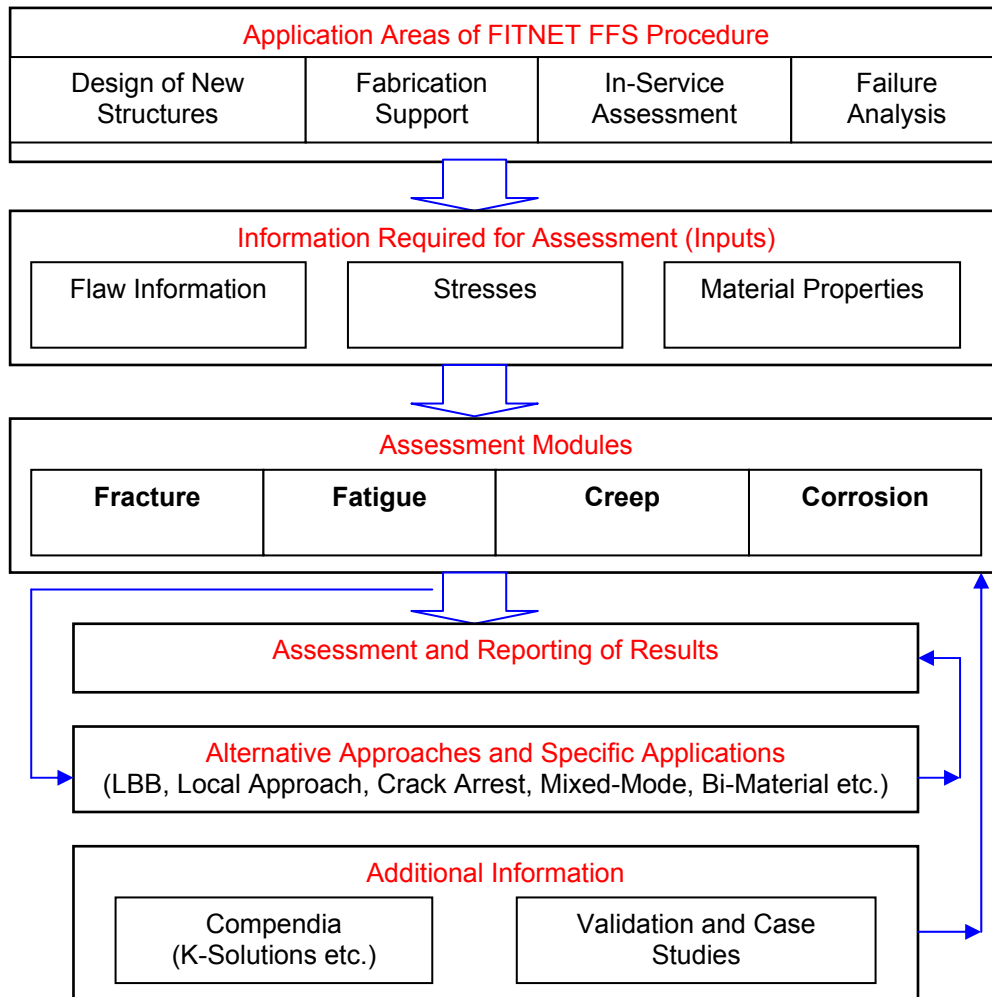 Application Areas of FITNET FFS Procedure
Design of New
Structures
Fabrication
Support
In-Service
Assessment
Failure
Analysis
Information Required for Assessment (Inputs)
Flaw Information
Stresses
Material Properties
Assessment Modules
Fracture
Fatigue
Creep
Corrosion
Assessment and Reporting of Results
Alternative Approaches and Specific Applications
(LBB, Local Approach, Crack Arrest, Mixed-Mode, Bi-Material etc.)
Additional Information
Compendia
(K-Solutions etc.)
Validation and Case
Studies